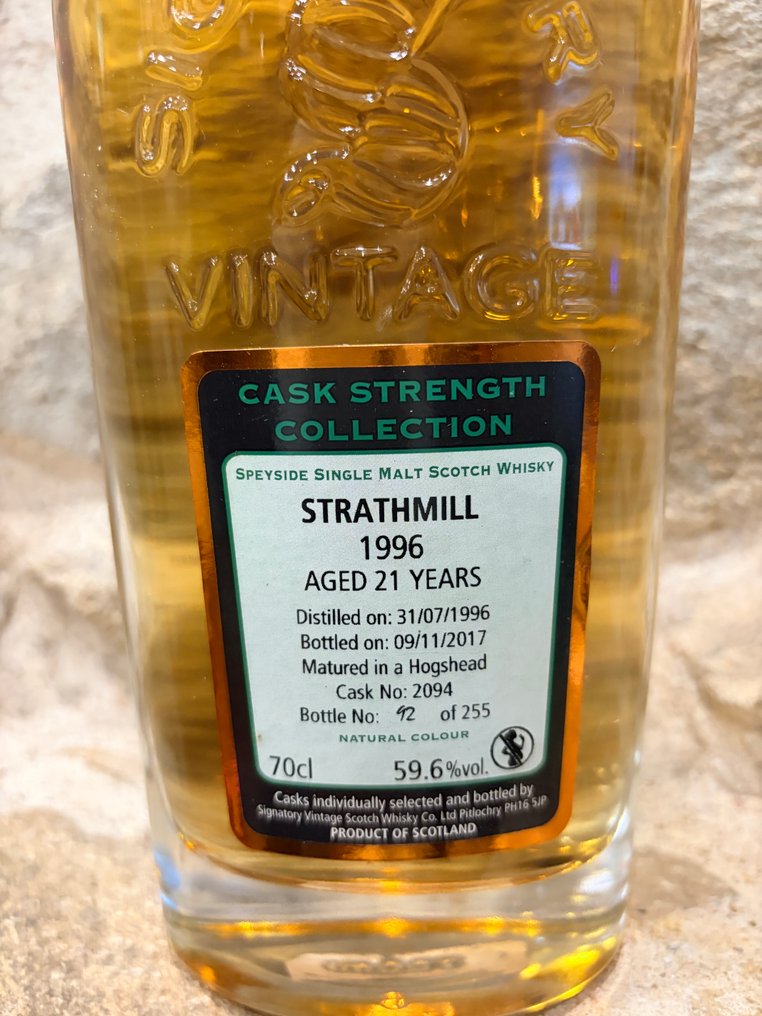 SIG RY
VINTAGE
CASK STRENGTH
COLLECTION
SPEYSIDE SINGLE MALT SCOTCH WHISKY
STRATHMILL
1996
AGED 21 YEARS
Distilled on: 31/07/1996
Bottled on: 09/11/2017
Matured in a Hogshead
Cask No: 2094
Bottle No: 92 of 255
NATURAL COLOUR
70cl 59.6%vol.
Casks individually selected and bottled by
Signatory Vintage Scotch Whisky Co. Ltd Pitlochry PH16 5JP
PRODUCT OF SCOTLAND